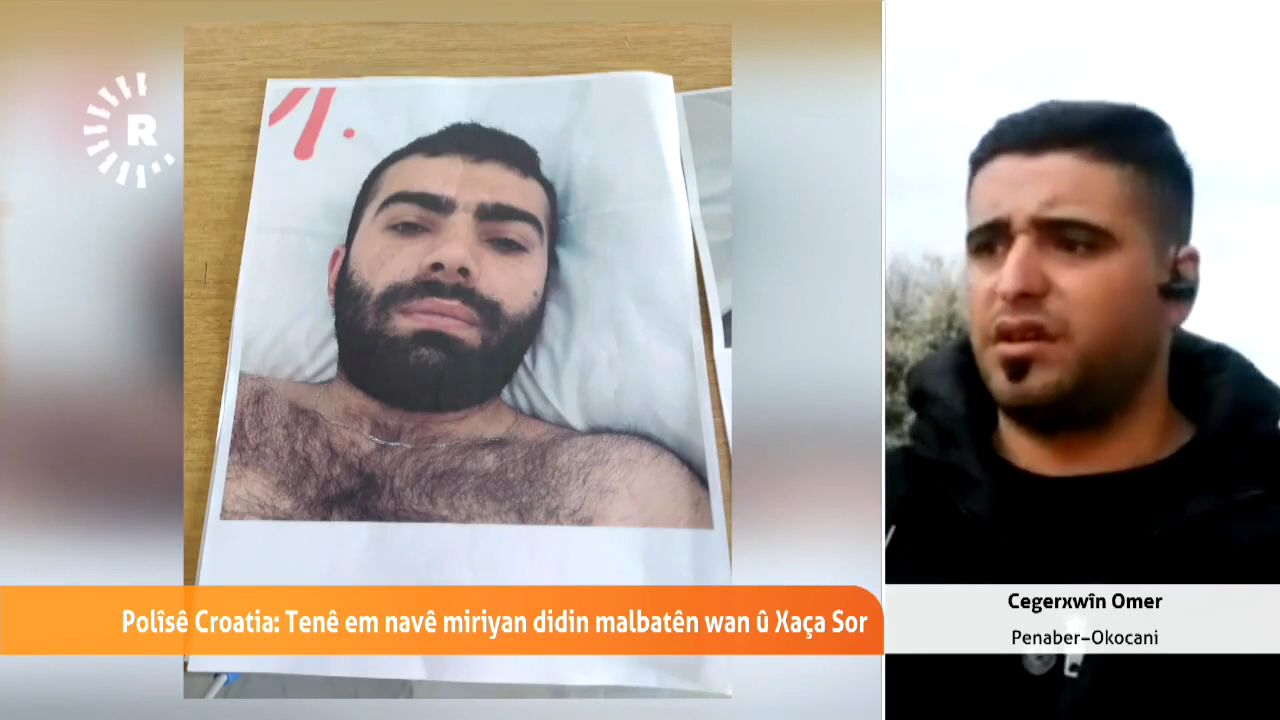 R
Polîsê Croatia: Tenê em navê miriyan didin malbatên wan û Xaça Sor
Cegerxwîn Omer
Penaber-Okocani